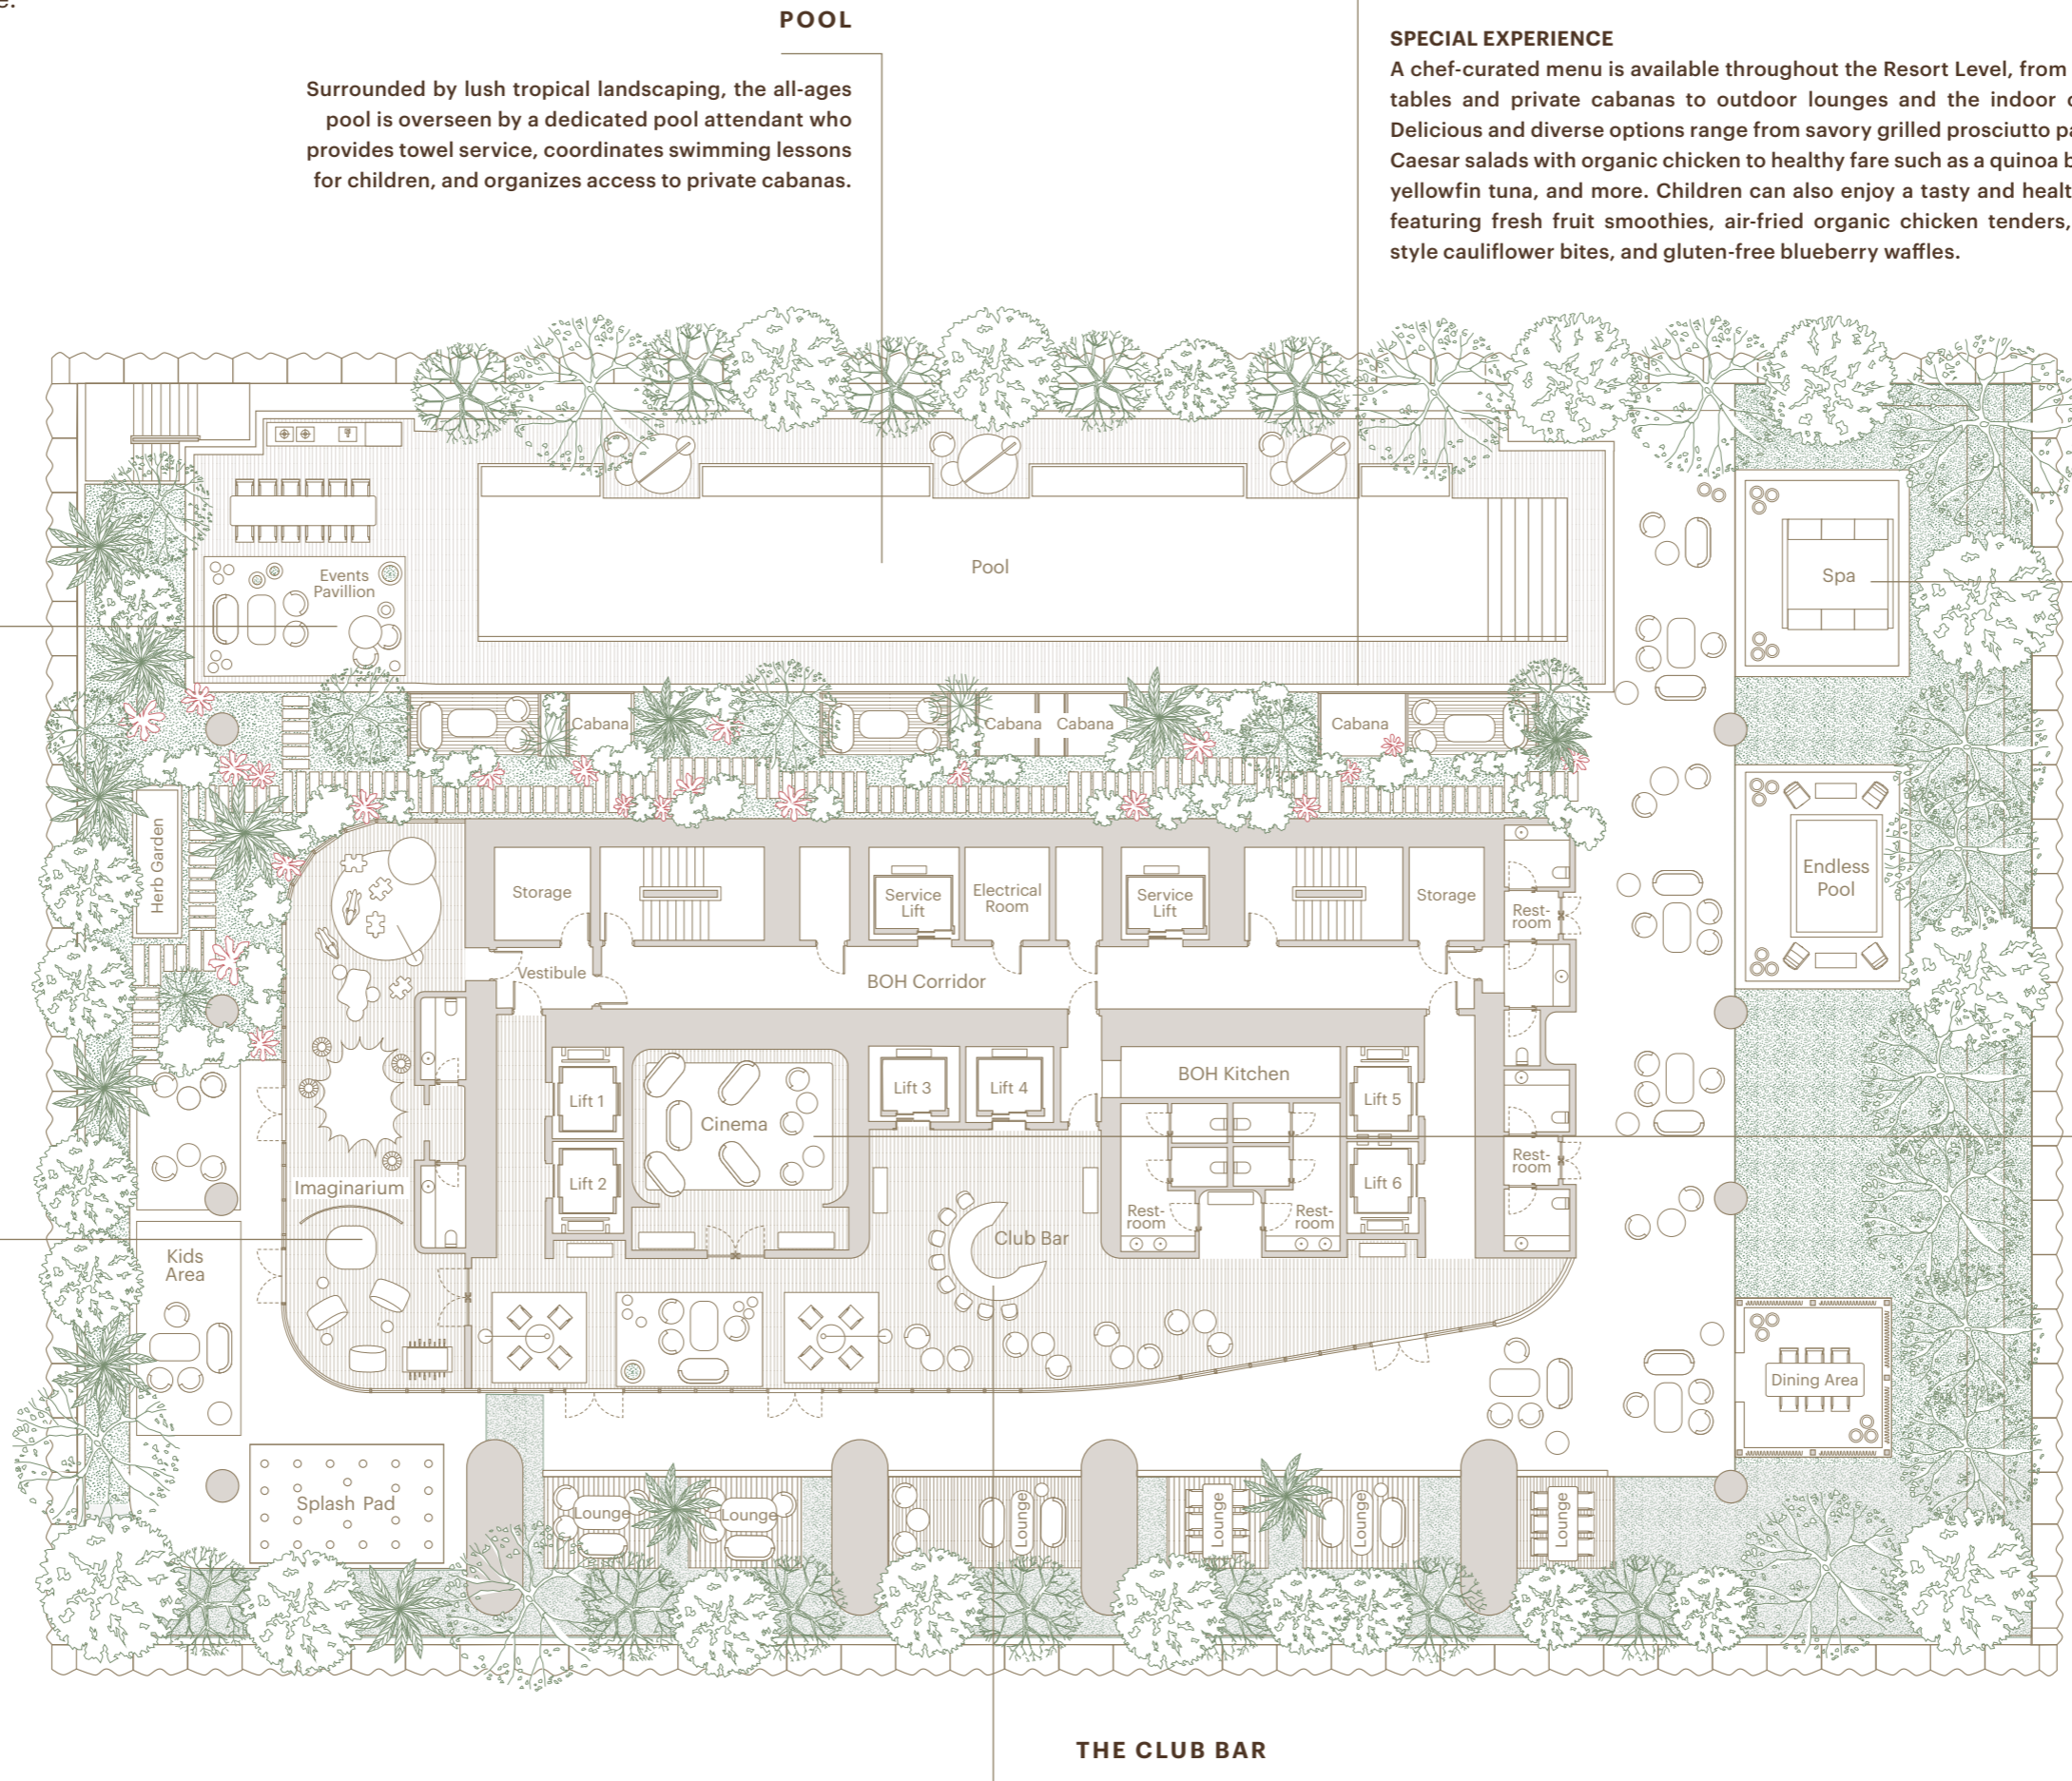 POOL
Surrounded by lush tropical landscaping, the all-ages
pool is overseen by a dedicated pool attendant who
provides towel service, coordinates swimming lessons
for children, and organizes access to private cabanas.
SPECIAL EXPERIENCE
A chef-curated menu is available throughout the Resort Level, from
tables and private cabanas to outdoor lounges and the indoor
Delicious and diverse options range from savory grilled prosciutto
Caesar salads with organic chicken to healthy fare such as a quinoa
yellowfin tuna, and more. Children can also enjoy a tasty and
featuring fresh fruit smoothies, air-fried organic chicken tenders,
style cauliflower bites, and gluten-free blueberry waffles.
Pool
Events
Pavillion
Spa
Cabana
Cabana
Cabana
Cabana
Herb Garden
Endless
Pool
Storage
Service
Lift
Electrical
Room
Service
Lift
Storage
Rest-
room
Vestibule
BOH Corridor
Lift 1
Cinema
Lift 3
Lift 4
BOH Kitchen
Lift 5
Lift 2
Lift 6
Rest-
room
Imaginarium
Rest-
room
Rest-
room
Club Bar
Kids
Area
Dining Area
Splash Pad
Lounge
Lounge
Lounge
Lounge
Lounge
Lounge
THE CLUB BAR